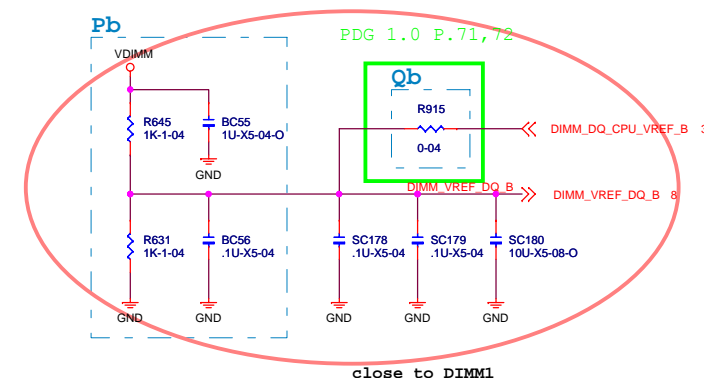 Pb
PDG 1.0 P.71,72
VDIMM
Qb
R645
1K-1-04
BC55
1U-X5-04-O
R915
0-04
DIMM_DQ_CPU_VREF_B 3
GND
DIMM_VREF_DQ_B
DIMM_VREF_DQ_B 8
R631
1K-1-04
BC56
.1U-X5-04
SC178
.1U-X5-04
SC179
.1U-X5-04
SC180
10U-X5-08-O
GND
GND
GND
GND
GND
close to DIMM1